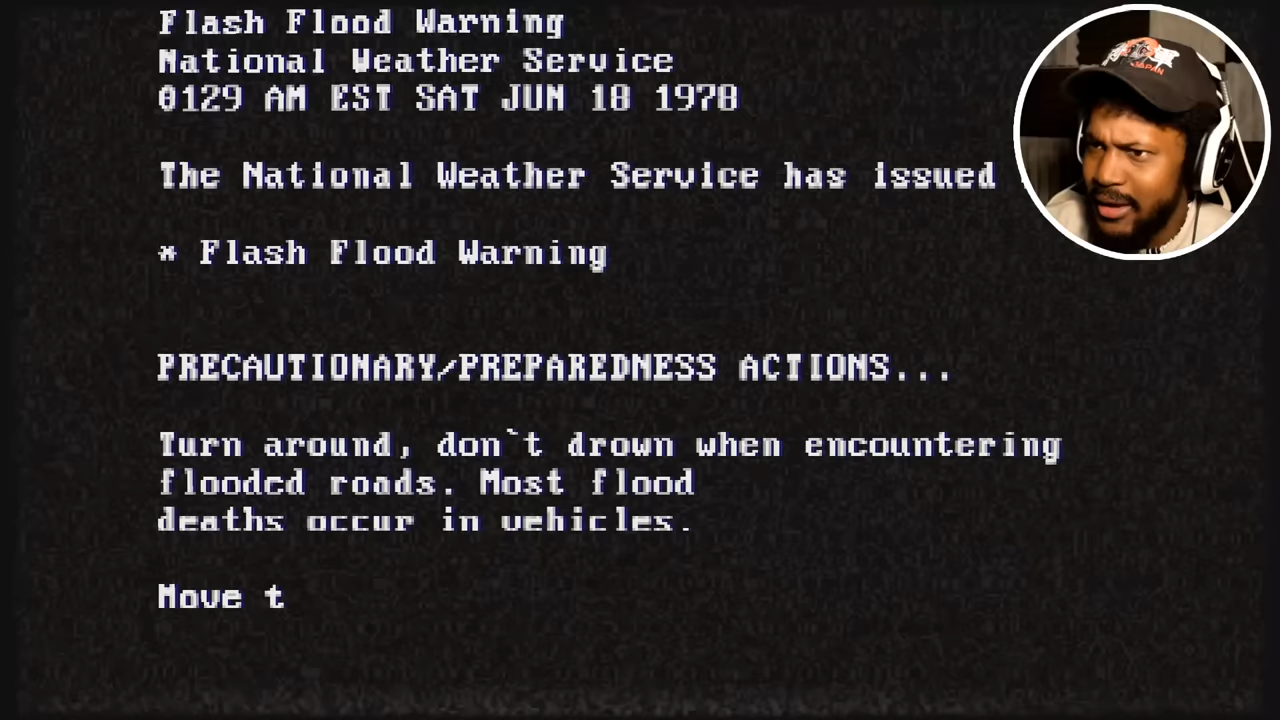 Flash Flood Warning
National Weather Service
0129 AM EST SAT JUN 18 1978
The National Weather Service has issued
* Flash Flood Warning
PRECAUTIONARY/PREPAREDNESS ACTIONS...
Turn around, don`t drown when encountering
flooded roads. Most flood
deaths occur in vehicles.
Move t
JAPAN